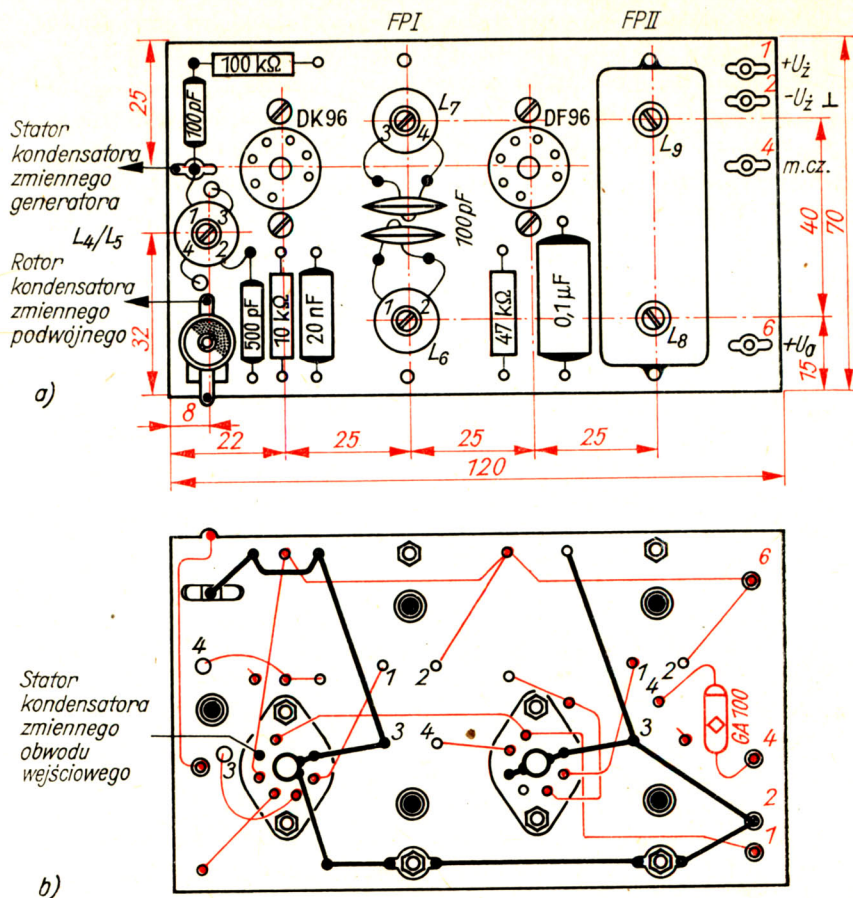 FPI
FPII
25
100 kΩ
100pF
DK96
L7
3 4
DF96
L9
1
+Uż
2
-Uż ⊥
4
m.cz.
Stator
kondensatora
zmiennego
generatora
1 3
4 2
L4/L5
100pF
40
70
Rotor
kondensatora
zmiennego
podwójnego
32
500 pF
10 kΩ
20 nF
1 2
L6
47 kΩ
0,1 μF
L8
6
+Ua
15
a)
8
22
25
25
25
120
6
4
1
2
1
2
4
GA 100
Stator
kondensatora
zmiennego
obwodu
wejściowego
3
3
4
3
4
2
1
b)